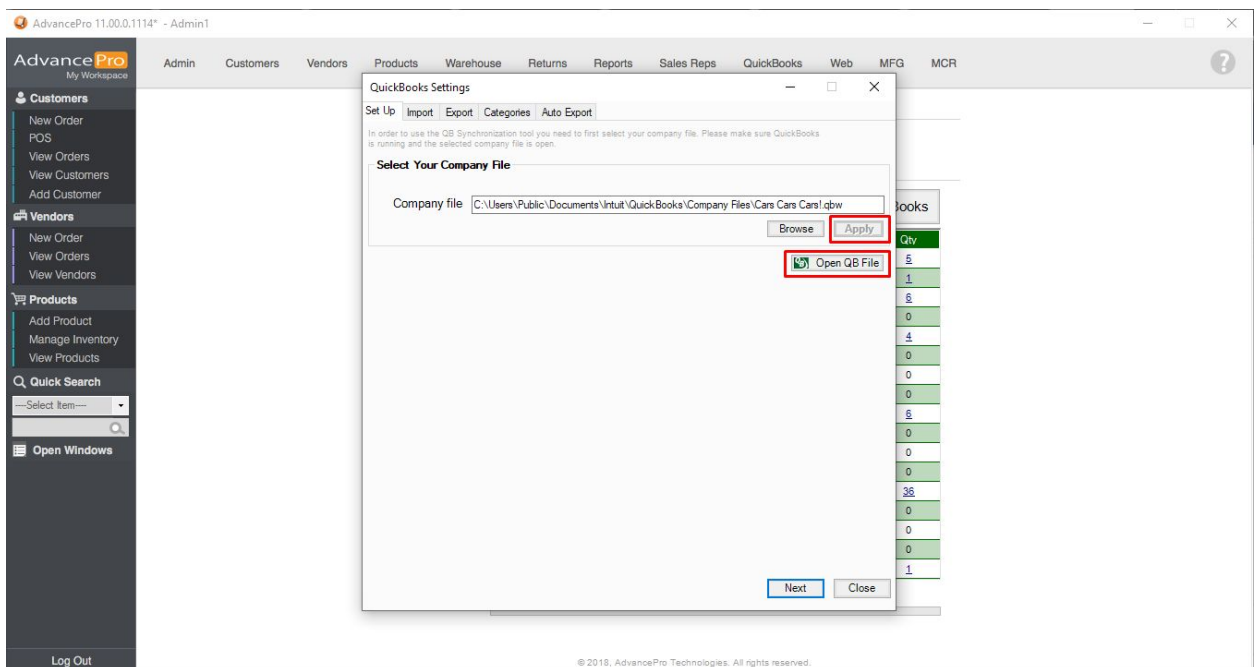 AdvancePro 11.00.0.1114* - Admin1
AdvancePro
My Workspace
Admin Customers Vendors Products Warehouse Returns Reports Sales Reps QuickBooks Web MFG MCR
?
Customers
New Order
POS
View Orders
View Customers
Add Customer
Vendors
New Order
View Orders
View Vendors
Products
Add Product
Manage Inventory
View Products
Quick Search
---Select Item---
Open Windows
Log Out
QuickBooks Settings
Set Up Import Export Categories Auto Export
In order to use the QB Synchronization tool you need to first select your company file. Please make sure QuickBooks
is running and the selected company file is open.
Select Your Company File
Company file C:\Users\Public\Documents\Intuit\QuickBooks\Company Files\Cars Cars Cars!.qbw
Browse Apply
Open QB File
Next Close
Books
Qty
5
1
6
0
4
0
0
0
6
0
0
0
36
0
0
0
1
© 2018, AdvancePro Technologies. All rights reserved.